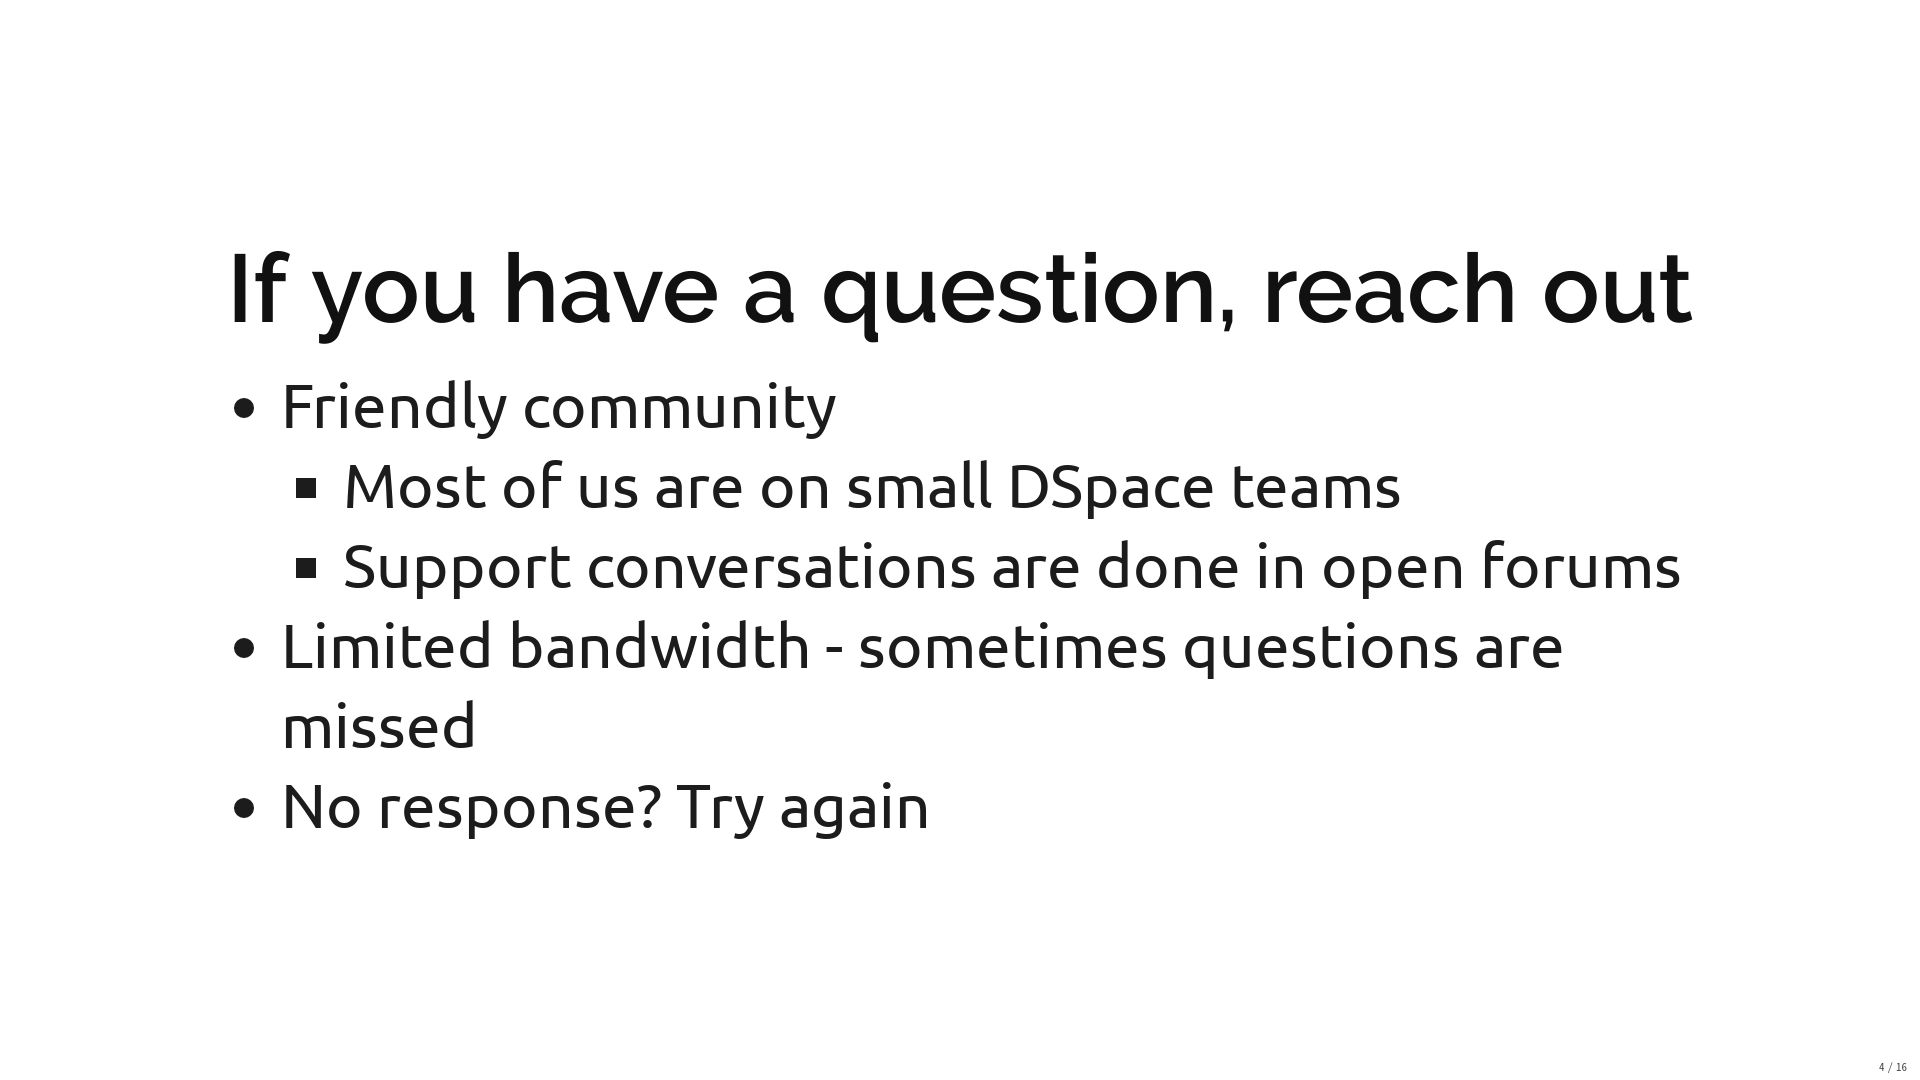 If you have a question, reach out
Friendly community
Most of us are on small DSpace teams
Support conversations are done in open forums
Limited bandwidth - sometimes questions are
missed
No response? Try again
4 / 16